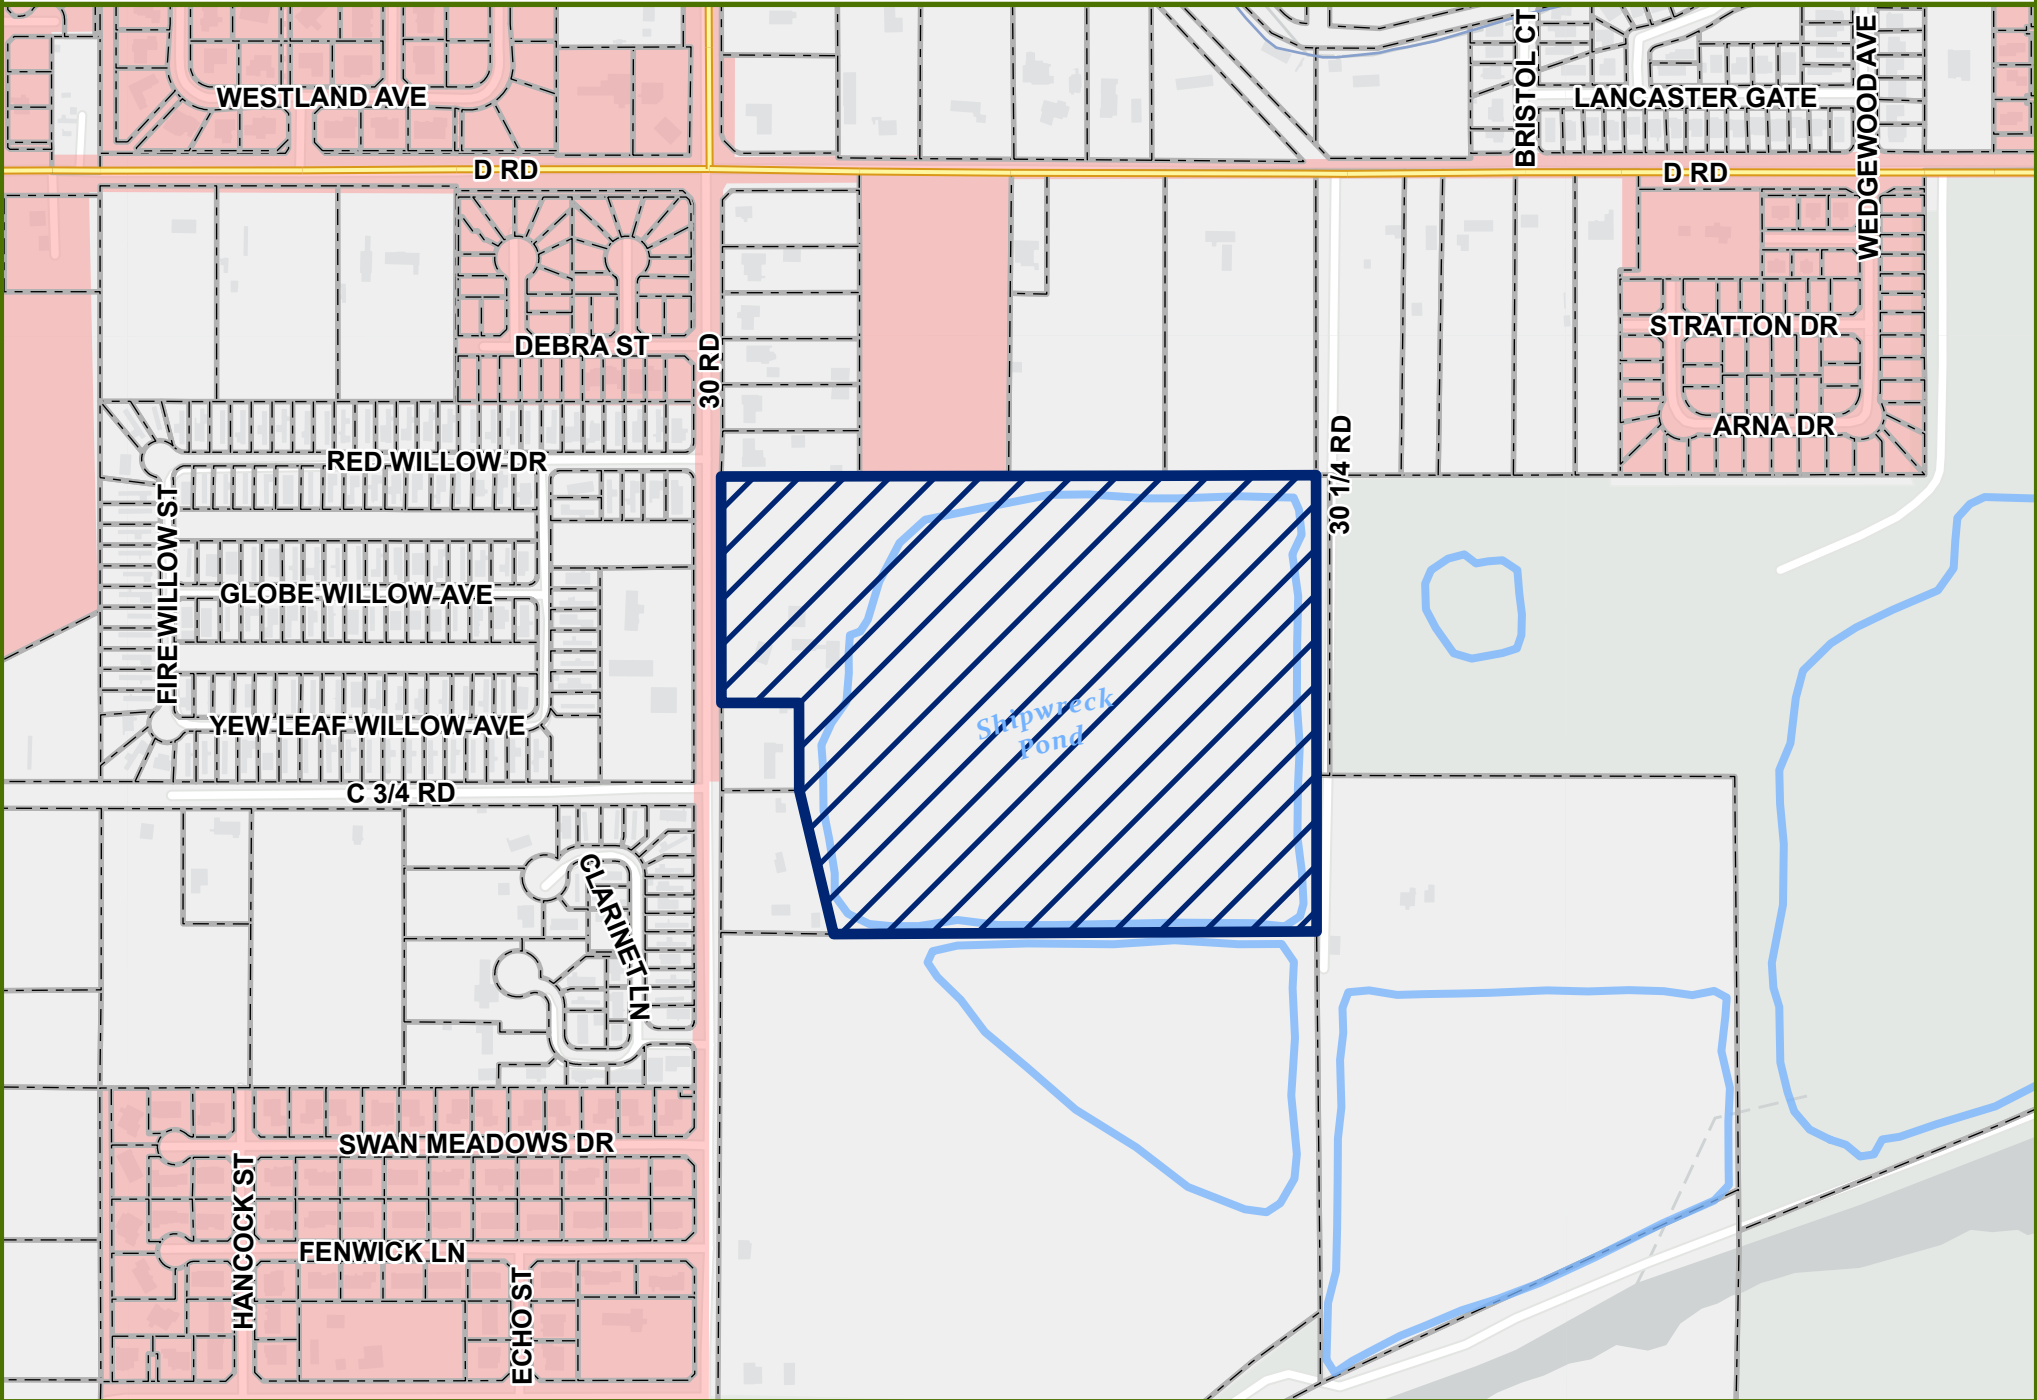 BRISTOL CT
WEDGEWOOD AVE
WESTLAND AVE
LANCASTER GATE
D RD
D RD
STRATTON DR
DEBRA ST
30 RD
ARNA DR
30 1/4 RD
RED WILLOW DR
FIRE WILLOW ST
GLOBE WILLOW AVE
Shipwreck
Pond
YEW LEAF WILLOW AVE
C 3/4 RD
CLARINET LN
SWAN MEADOWS DR
HANCOCK ST
FENWICK LN
ECHO ST